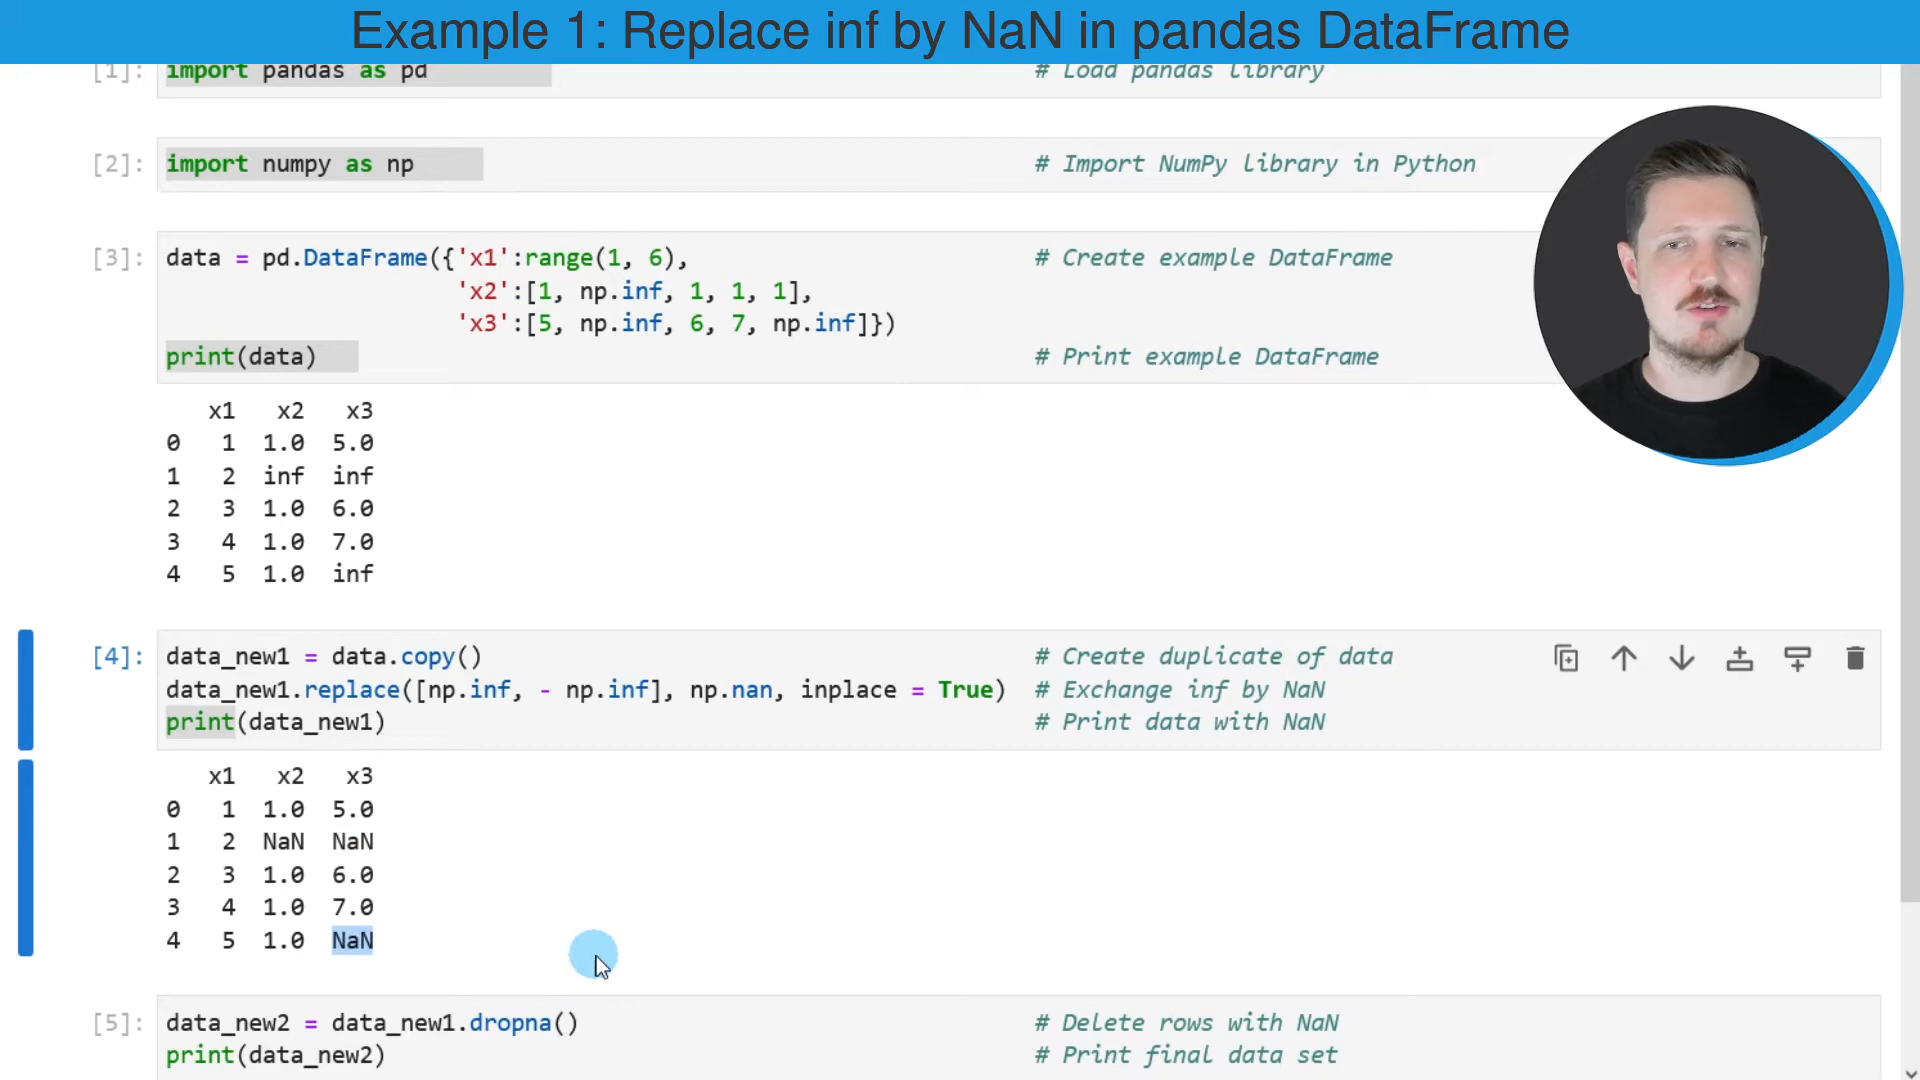 Example 1: Replace inf by NaN in pandas DataFrame
[1]: import pandas as pd # Load pandas library
[2]: import numpy as np # Import NumPy library in Python
[3]: data = pd.DataFrame({'x1':range(1, 6), # Create example DataFrame
'x2':[1, np.inf, 1, 1, 1],
'x3':[5, np.inf, 6, 7, np.inf]})
print(data) # Print example DataFrame
x1 x2 x3
0 1 1.0 5.0
1 2 inf inf
2 3 1.0 6.0
3 4 1.0 7.0
4 5 1.0 inf
[4]: data_new1 = data.copy() # Create duplicate of data
data_new1.replace([np.inf, - np.inf], np.nan, inplace = True) # Exchange inf by NaN
print(data_new1) # Print data with NaN
x1 x2 x3
0 1 1.0 5.0
1 2 NaN NaN
2 3 1.0 6.0
3 4 1.0 7.0
4 5 1.0 NaN
[5]: data_new2 = data_new1.dropna() # Delete rows with NaN
print(data_new2) # Print final data set